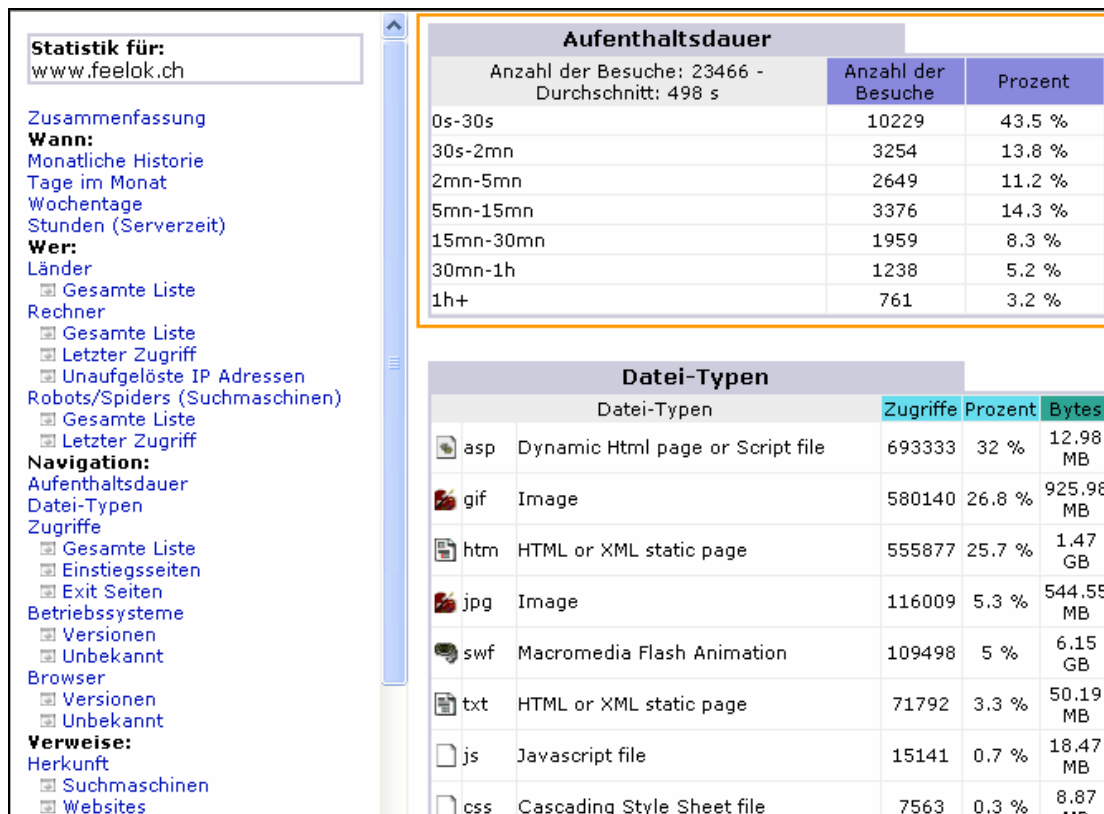 Statistik für:
www.feelok.ch
Zusammenfassung
Wann:
Monatliche Historie
Tage im Monat
Wochentage
Stunden (Serverzeit)
Wer:
Länder
Gesamte Liste
Rechner
Gesamte Liste
Letzter Zugriff
Unaufgelöste IP Adressen
Robots/Spiders (Suchmaschinen)
Gesamte Liste
Letzter Zugriff
Navigation:
Aufenthaltsdauer
Datei-Typen
Zugriffe
Gesamte Liste
Einstiegsseiten
Exit Seiten
Betriebssysteme
Versionen
Unbekannt
Browser
Versionen
Unbekannt
Verweise:
Herkunft
Suchmaschinen
Websites
Aufenthaltsdauer
Anzahl der Besuche: 23466 -
Durchschnitt: 498 s
Anzahl der
Besuche
Prozent
0s-30s 10229 43.5 %
30s-2mn 3254 13.8 %
2mn-5mn 2649 11.2 %
5mn-15mn 3376 14.3 %
15mn-30mn 1959 8.3 %
30mn-1h 1238 5.2 %
1h+ 761 3.2 %
Datei-Typen
Datei-Typen Zugriffe Prozent Bytes
asp Dynamic Html page or Script file 693333 32 % 12.98
MB
gif Image 580140 26.8 % 925.98
MB
htm HTML or XML static page 555877 25.7 % 1.47
GB
jpg Image 116009 5.3 % 544.55
MB
swf Macromedia Flash Animation 109498 5 % 6.15
GB
txt HTML or XML static page 71792 3.3 % 50.19
MB
js Javascript file 15141 0.7 % 18.47
MB
css Cascading Style Sheet file 7563 0.3 % 8.87